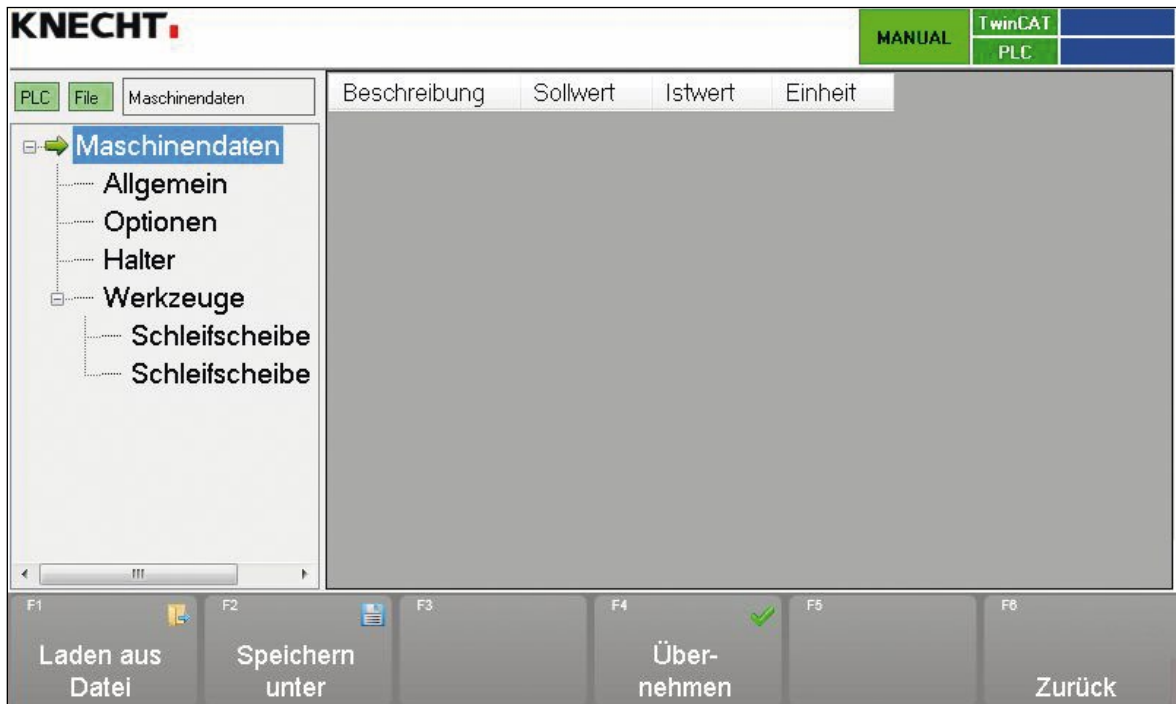 KNECHT
MANUAL
TwinCAT
PLC
PLC File Maschinendaten
Beschreibung Sollwert Istwert Einheit
Maschinendaten
Allgemein
Optionen
Halter
Werkzeuge
Schleifscheibe
Schleifscheibe
F1
Laden aus
Datei
F2
Speichern
unter
F3
F4
Über-
nehmen
F5
F6
Zurück